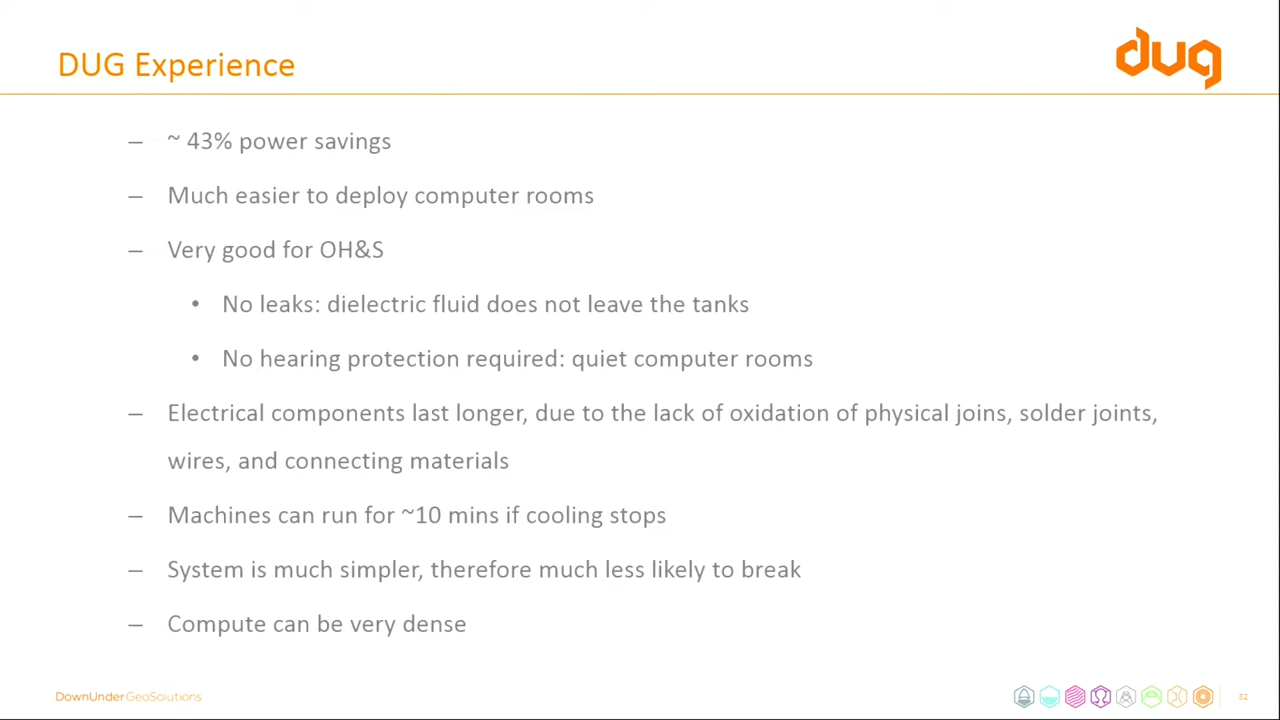 DUG Experience
dug
– ~ 43% power savings
– Much easier to deploy computer rooms
– Very good for OH&S
• No leaks: dielectric fluid does not leave the tanks
• No hearing protection required: quiet computer rooms
– Electrical components last longer, due to the lack of oxidation of physical joins, solder joints,
wires, and connecting materials
– Machines can run for ~10 mins if cooling stops
– System is much simpler, therefore much less likely to break
– Compute can be very dense
DownUnder GeoSolutions
32